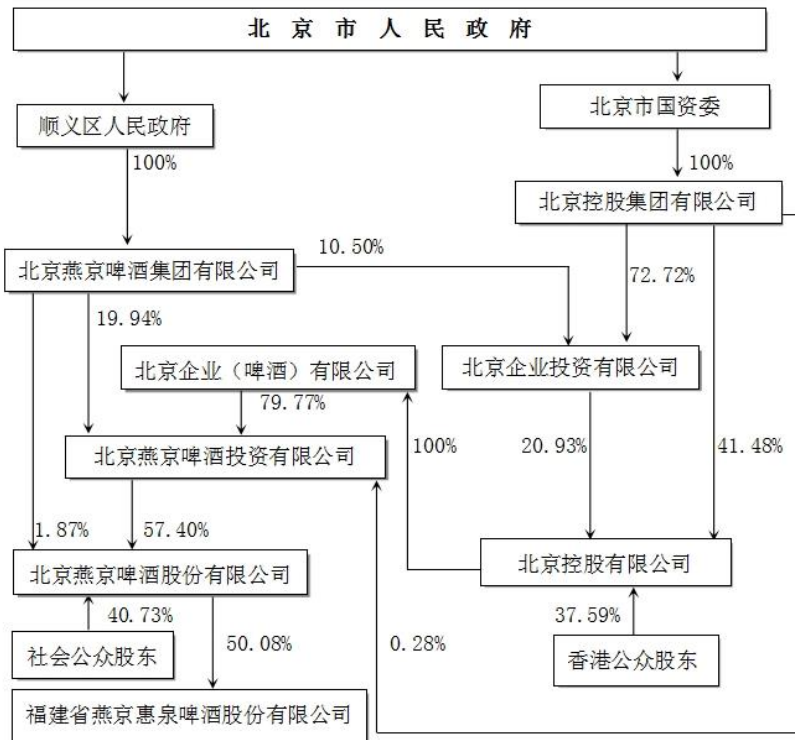 北京市人民政府
顺义区人民政府
北京市国资委
100%
100%
北京控股集团有限公司
10.50%
北京燕京啤酒集团有限公司
72.72%
19.94%
北京企业（啤酒）有限公司
北京企业投资有限公司
79.77%
北京燕京啤酒投资有限公司
100%
20.93%
41.48%
1.87%
57.40%
北京燕京啤酒股份有限公司
北京控股有限公司
40.73%
37.59%
社会公众股东
50.08%
0.28%
香港公众股东
福建省燕京惠泉啤酒股份有限公司